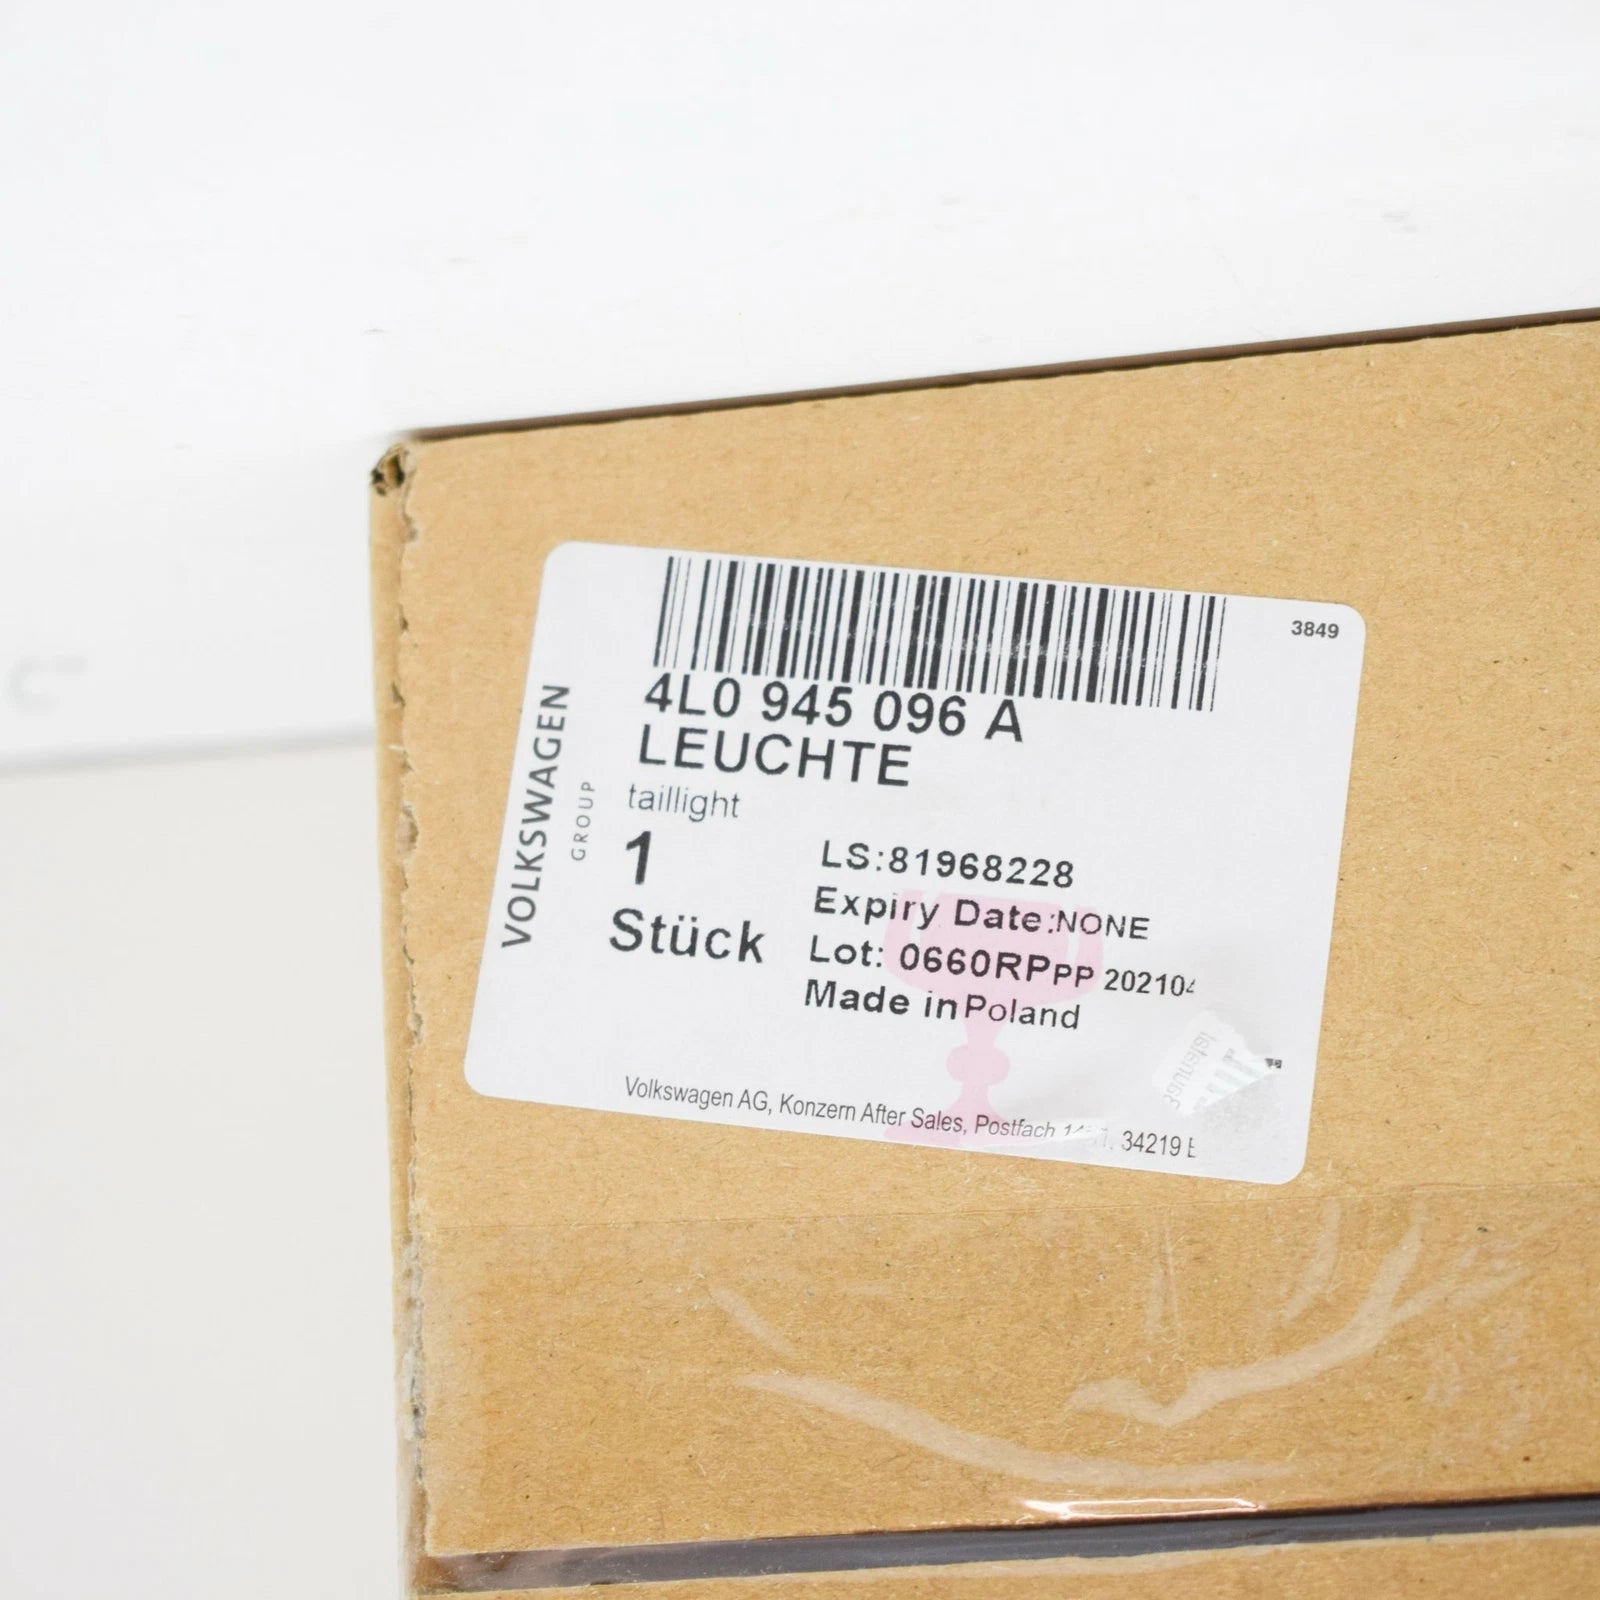 3849
4L0 945 096 A
LEUCHTE
taillight
1
Stück
LS:81968228
Expiry Date:NONE
Lot: 0660RPPP 202104
Made in Poland
VOLKSWAGEN
GROUP
Volkswagen AG, Konzern After Sales, Postfach 34219